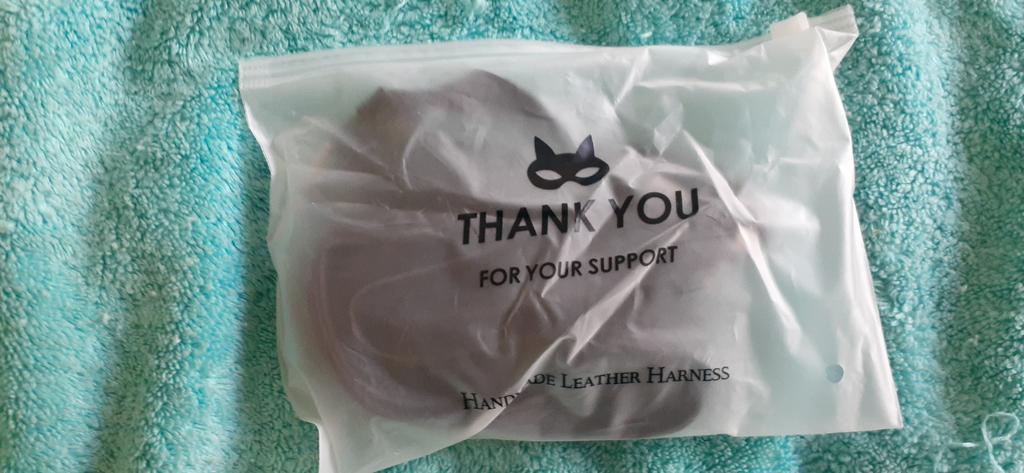 THANK YOU
FOR YOUR SUPPORT
LEATHER HARNESS